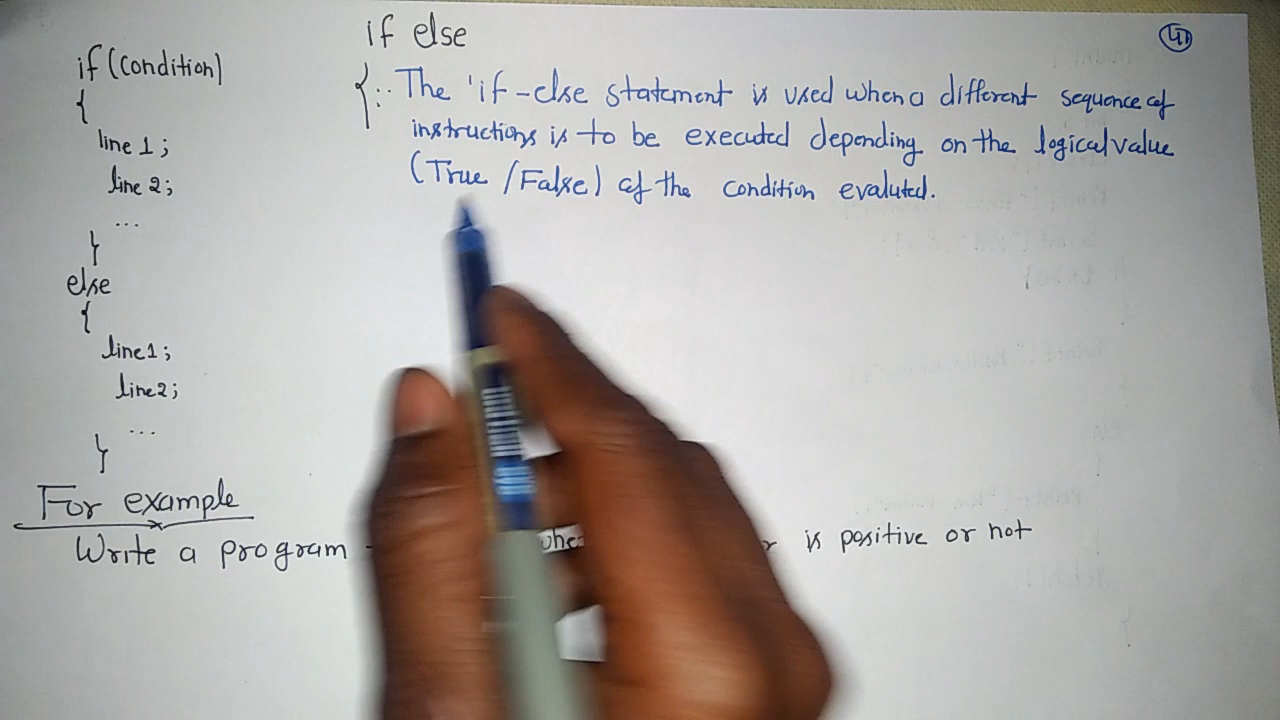 if else
if (condition)
{
line 1;
line 2;
...
}
else
{
line1;
line2;
...
}
{:. The 'if-else statement is used when a different sequence of
instructions is to be executed depending on the logical value
(True / False) of the condition evaluted.
For example
Write a program is positive or not